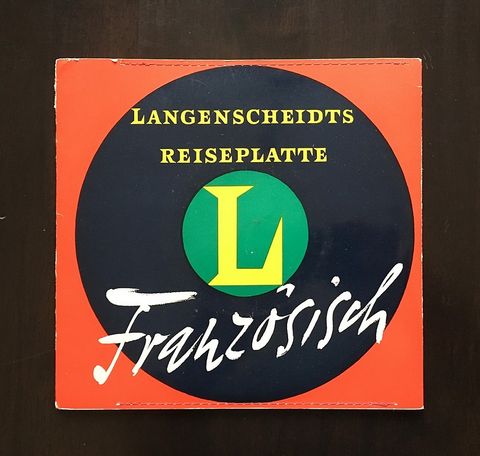 LANGENSCHEIDTS
REISEPLATTE
L
Französisch